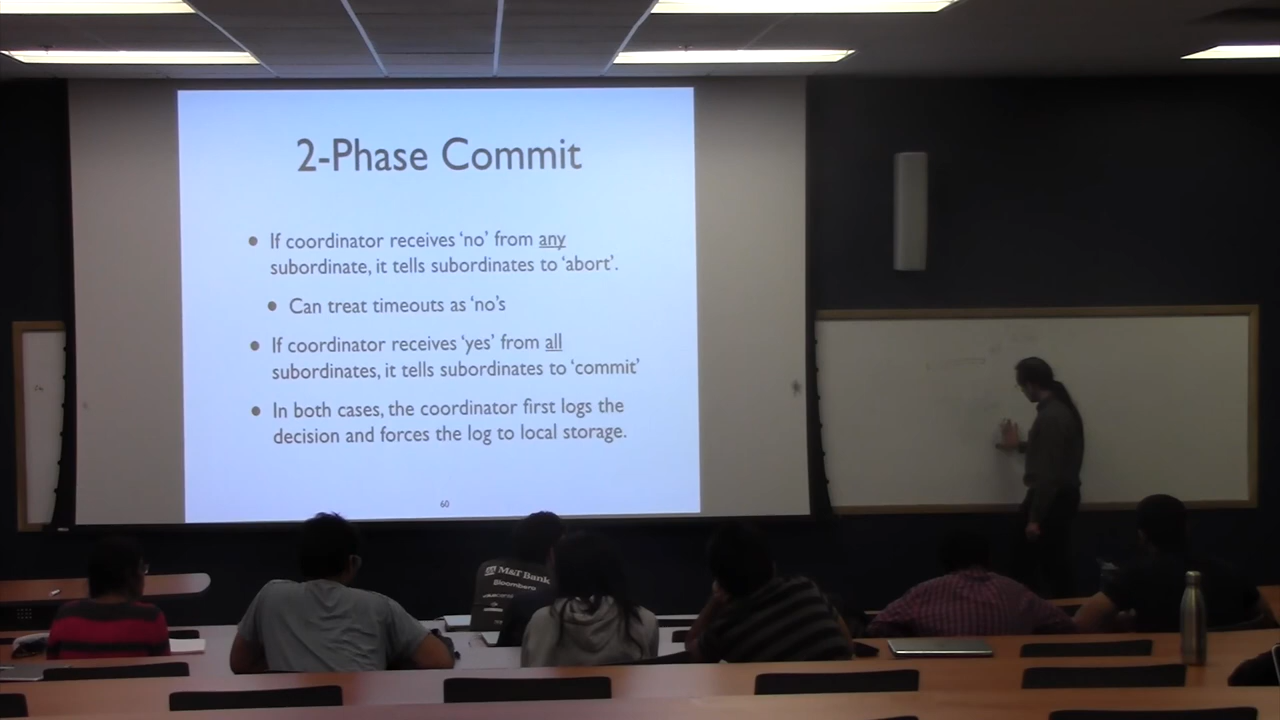 2-Phase Commit
• If coordinator receives ‘no’ from any
subordinate, it tells subordinates to ‘abort’.
• Can treat timeouts as ‘no’s
• If coordinator receives ‘yes’ from all
subordinates, it tells subordinates to ‘commit’
• In both cases, the coordinator first logs the
decision and forces the log to local storage.
60
M&T Bank
Bloomberg